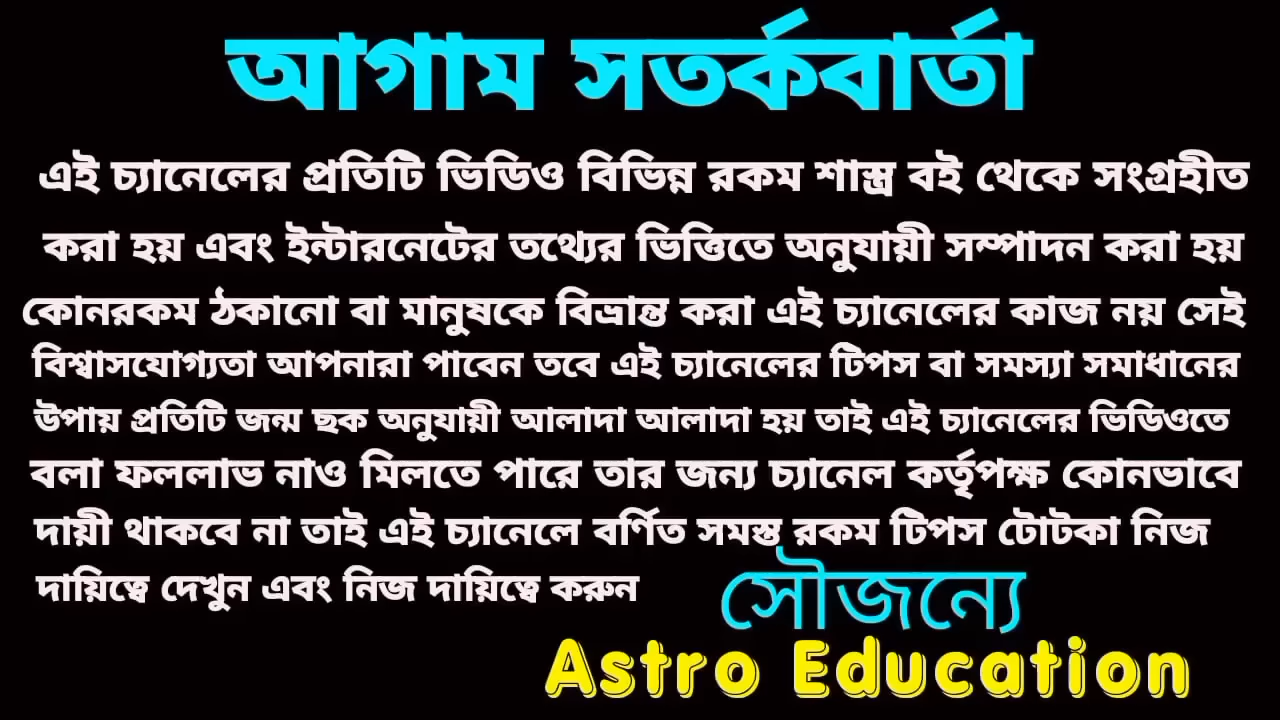 আগাম সতর্কবার্তা
এই চ্যানেলের প্রতিটি ভিডিও বিভিন্ন রকম শাস্ত্র বই থেকে সংগ্রহীত
করা হয় এবং ইন্টারনেটের তথ্যের ভিত্তিতে অনুযায়ী সম্পাদন করা হয়
কোনরকম ঠকানো বা মানুষকে বিভ্রান্ত করা এই চ্যানেলের কাজ নয় সেই
বিশ্বাসযোগ্যতা আপনারা পাবেন তবে এই চ্যানেলের টিপস বা সমস্যা সমাধানের
উপায় প্রতিটি জন্ম ছক অনুযায়ী আলাদা আলাদা হয় তাই এই চ্যানেলের ভিডিওতে
বলা ফললাভ নাও মিলতে পারে তার জন্য চ্যানেল কর্তৃপক্ষ কোনভাবে
দায়ী থাকবে না তাই এই চ্যানেলে বর্ণিত সমস্ত রকম টিপস টোটকা নিজ
দায়িত্বে দেখুন এবং নিজ দায়িত্বে করুন
সৌজন্যে
Astro Education